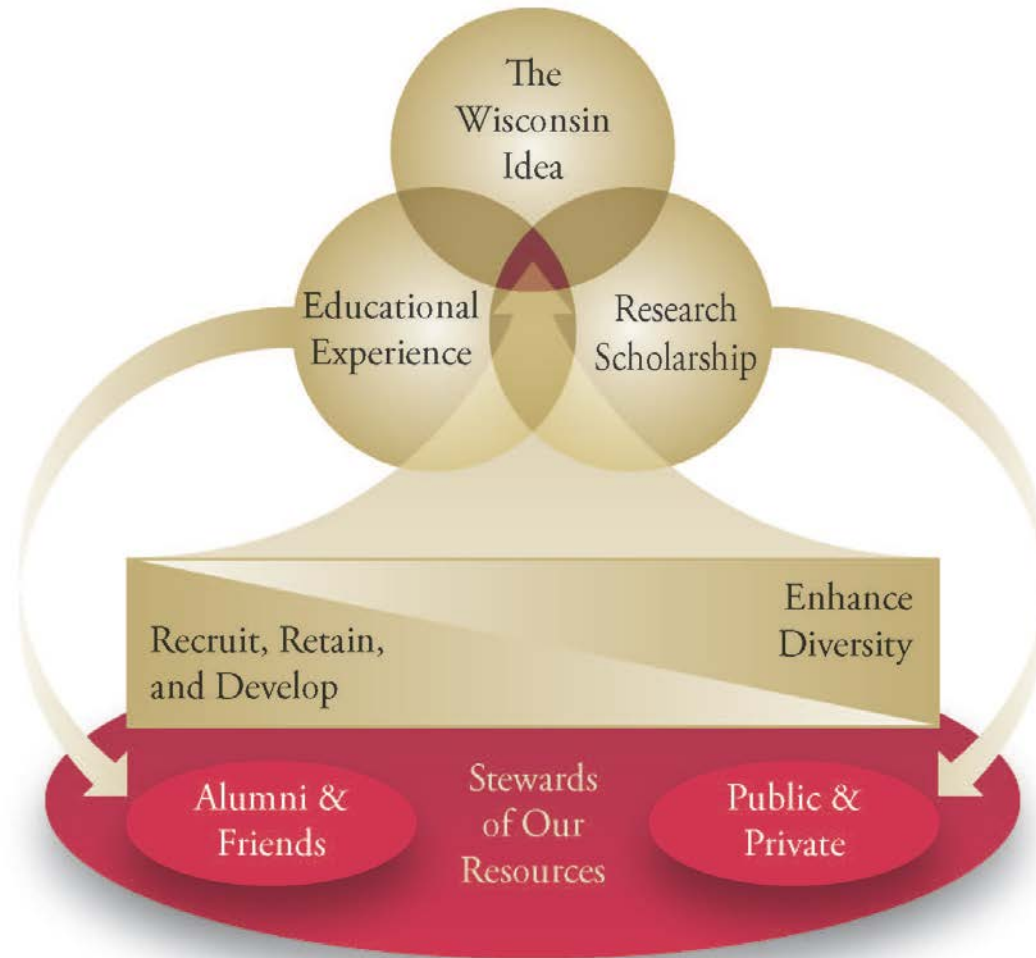 The
Wisconsin
Idea
Educational
Experience
Research
Scholarship
Enhance
Diversity
Recruit, Retain,
and Develop
Alumni &
Friends
Stewards
of Our
Resources
Public &
Private